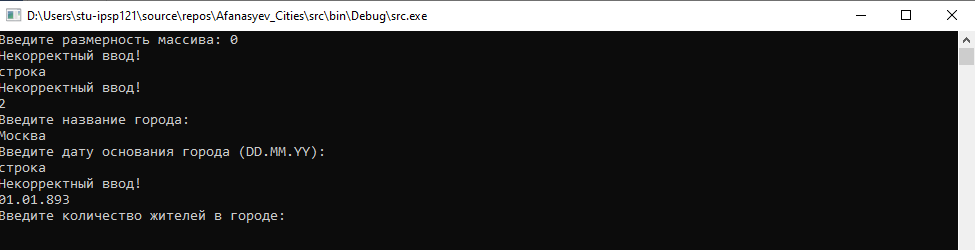 D:\Users\stu-ipsp121\source\repos\Afanasyev_Cities\src\bin\Debug\src.exe
Введите размерность массива: 0
Некорректный ввод!
строка
Некорректный ввод!
2
Введите название города:
Москва
Введите дату основания города (DD.MM.YY):
строка
Некорректный ввод!
01.01.893
Введите количество жителей в городе: